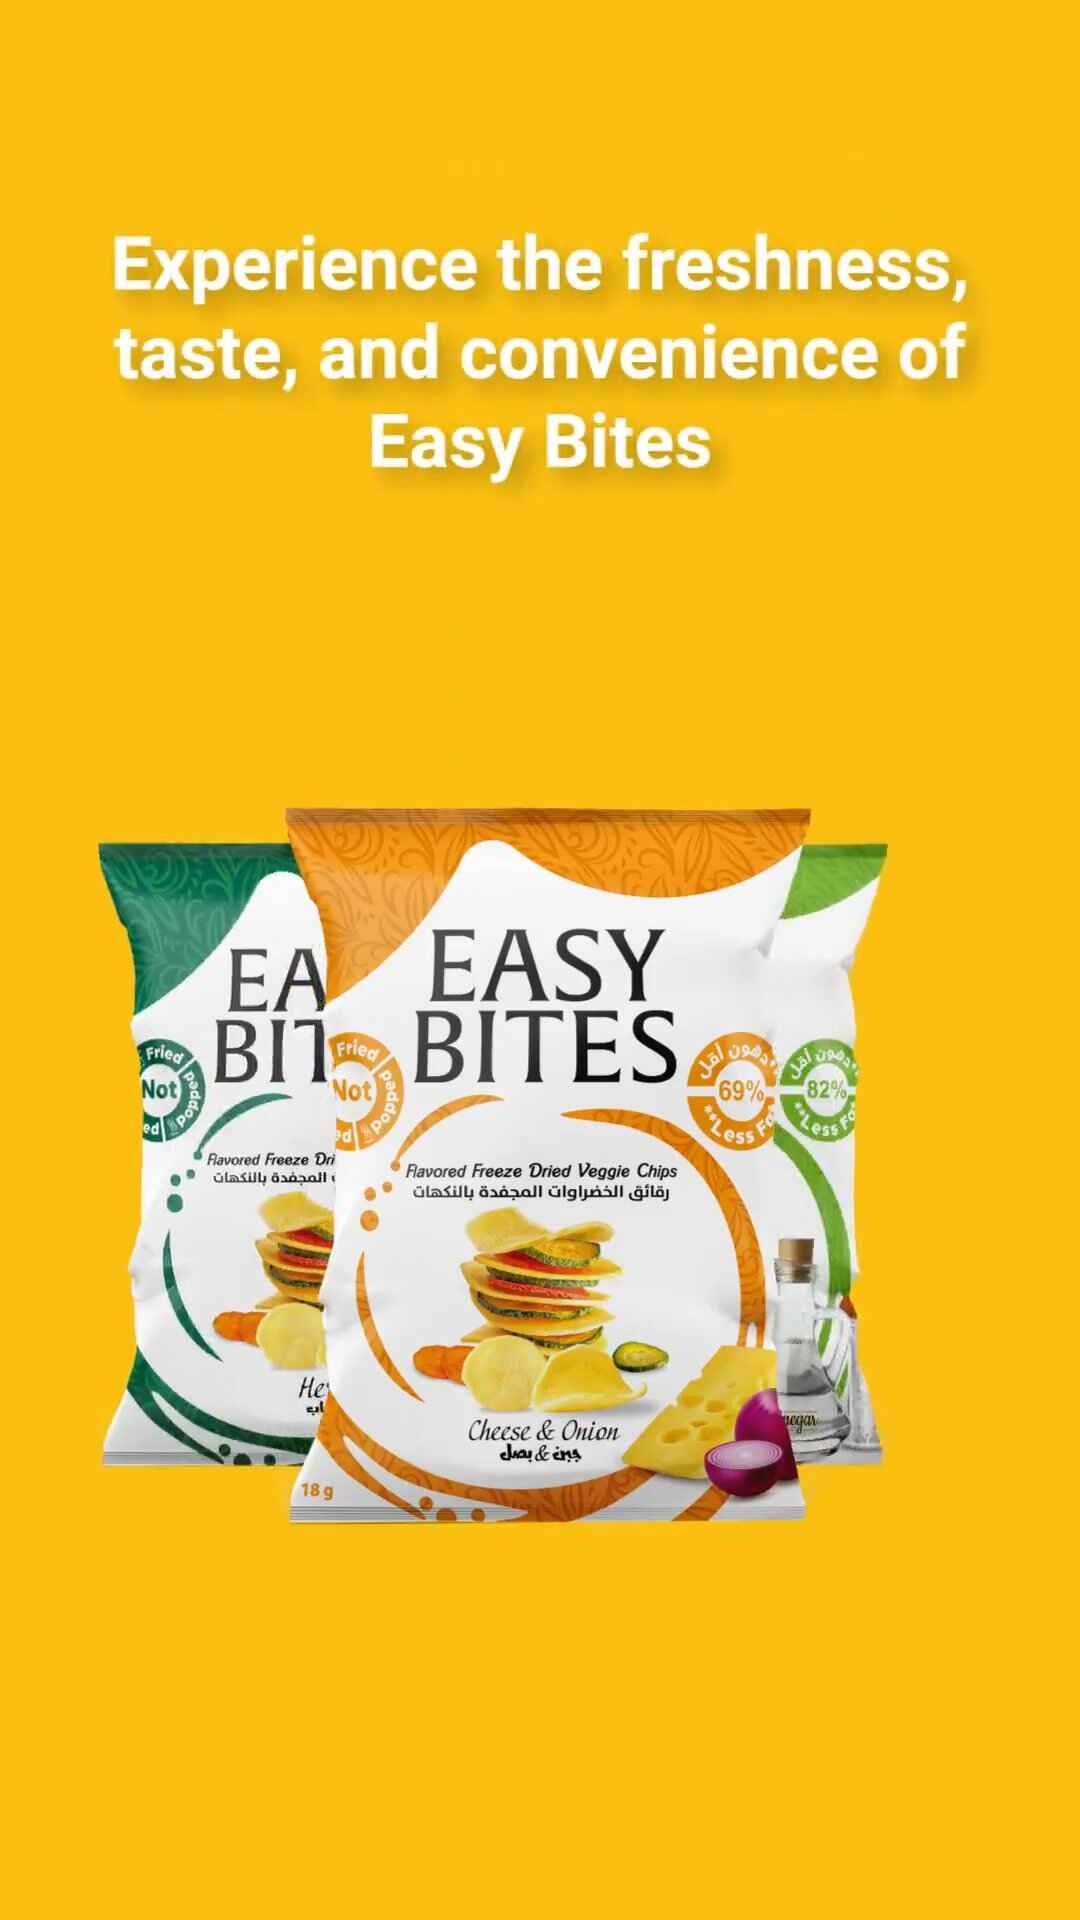 Experience the freshness,
taste, and convenience of
Easy Bites
EA
BIT
Fried
Not
Popped
ed
Flavored Freeze Dri
المجفدة بالنكهات
He
EASY
BITES
Fried
Not
Popped
ed
دهون أقل
69%
**Less Fa
Flavored Freeze Dried Veggie Chips
رقائق الخضراوات المجفدة بالنكهات
Cheese & Onion
جبن & بصل
18 g
دهون أقل
82%
**Less Fa
negar